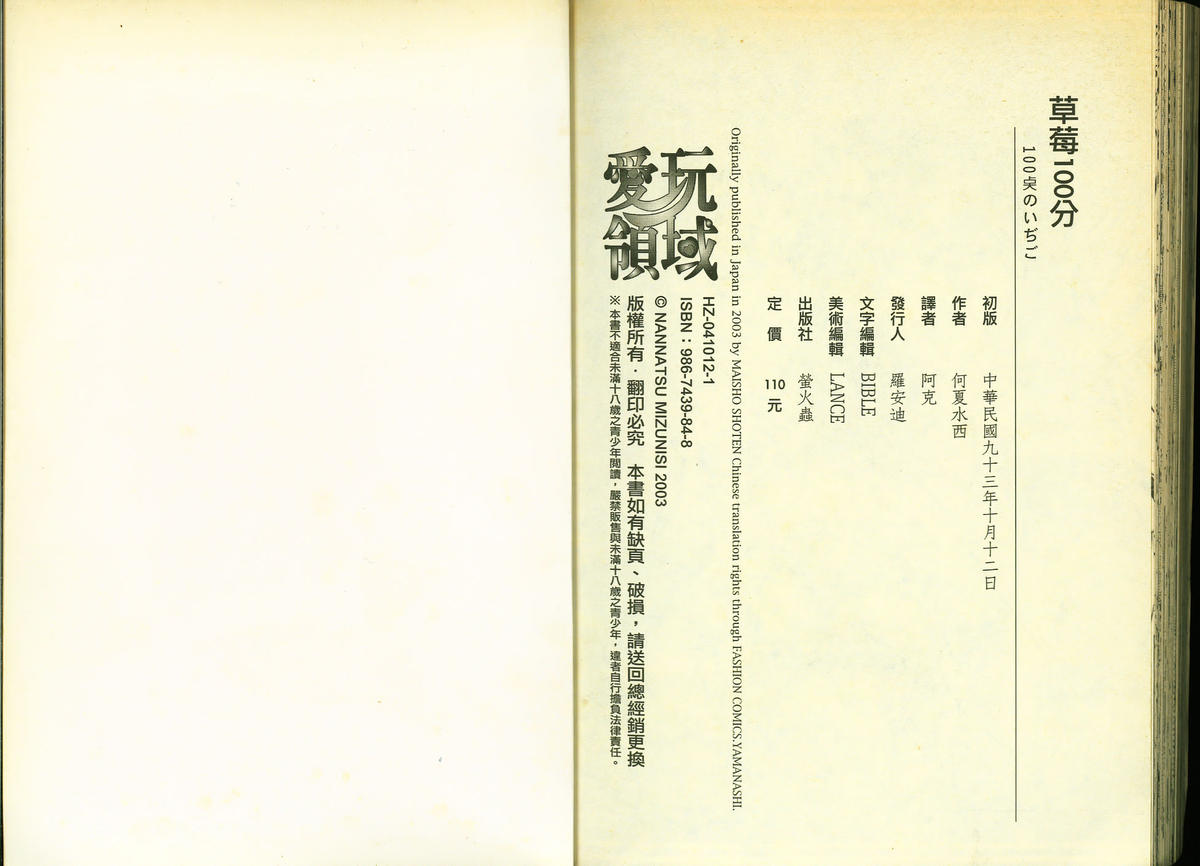 草莓100分
100点のいぢご
初版 中華民國九十三年十月十二日
作者 何夏水西
譯者 阿克
發行人 羅安迪
文字編輯 BIBLE
美術編輯 LANCE
出版社 螢火蟲
定價 110元
Originally published in Japan in 2003 by MAISHO SHOTEN Chinese translation rights through FASHION COMICS.YAMANASHI.
玩愛領域
HZ-041012-1
ISBN：986-7439-84-8
© NANNATSU MIZUNISI 2003
版權所有．翻印必究 本書如有缺頁、破損，請送回總經銷更換
※本書不適合未滿十八歲之青少年閱讀，嚴禁販售與未滿十八歲之青少年，違者自行擔負法律責任。